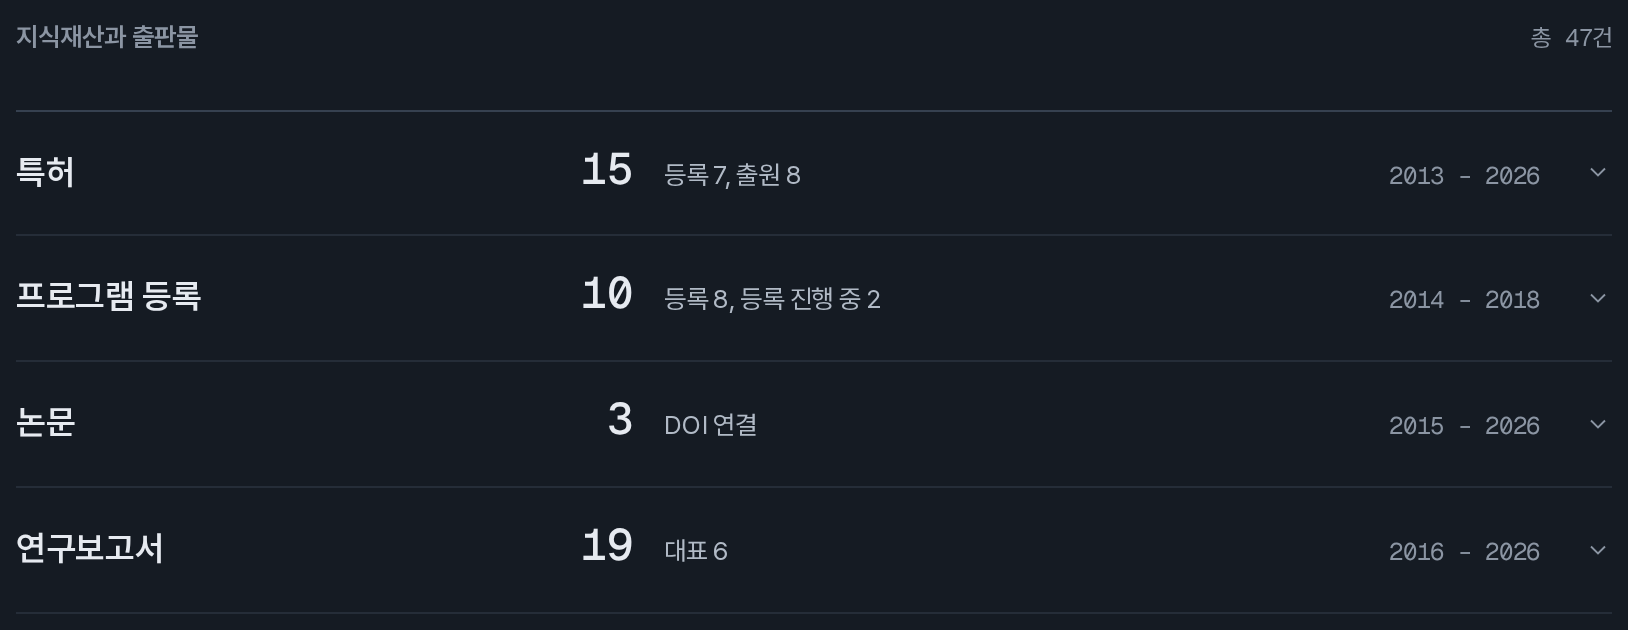 지식재산과 출판물 총 47건
특허 15 등록 7, 출원 8 2013 – 2026
프로그램 등록 10 등록 8, 등록 진행 중 2 2014 – 2018
논문 3 DOI 연결 2015 – 2026
연구보고서 19 대표 6 2016 – 2026